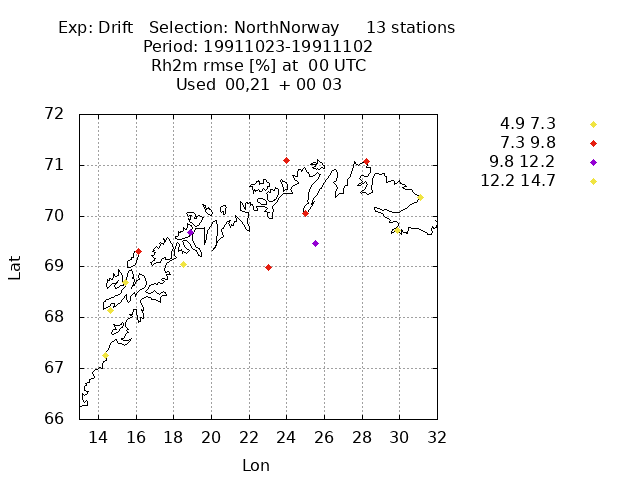 Exp: Drift   Selection: NorthNorway     13 stations
Period: 19911023-19911102
Rh2m rmse [%] at  00 UTC
Used  00,21  + 00 03
4.9 7.3
7.3 9.8
9.8 12.2
12.2 14.7
72
71
70
69
68
67
66
Lat
14 16 18 20 22 24 26 28 30 32
Lon